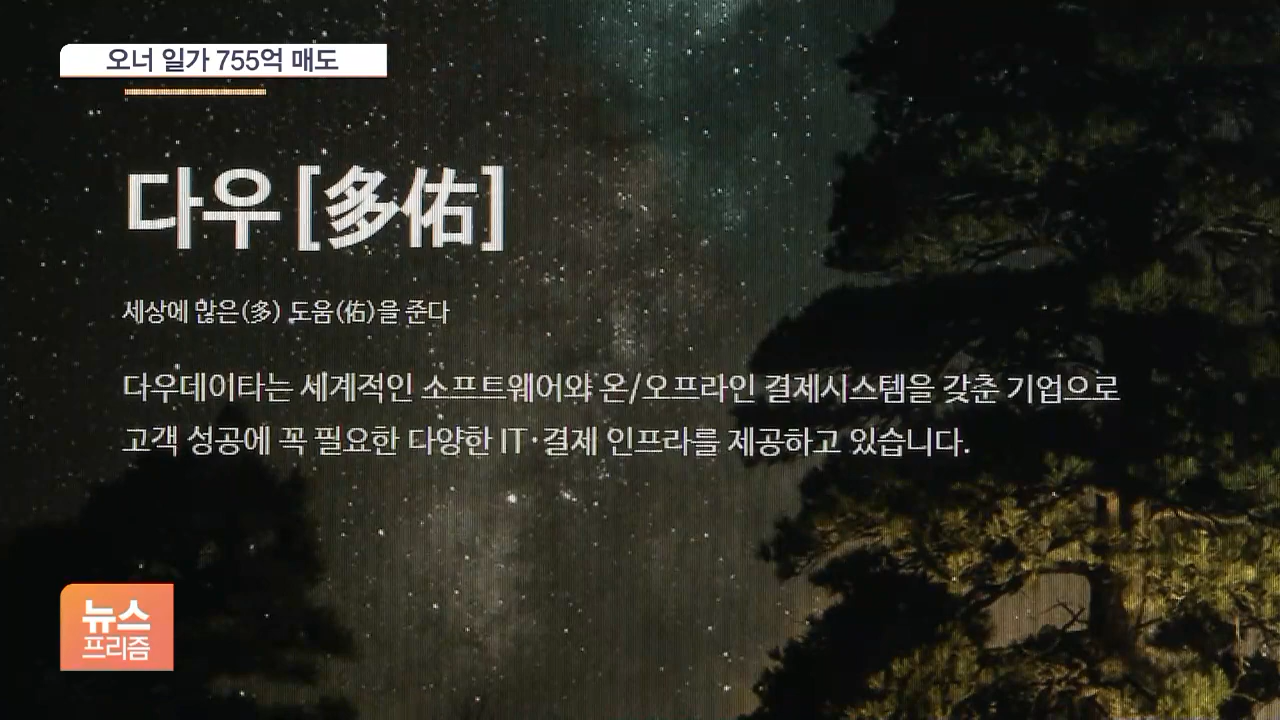 오너 일가 755억 매도
다우[多佑]
세상에 많은(多) 도움(佑)을 준다
다우데이타는 세계적인 소프트웨어와 온/오프라인 결제시스템을 갖춘 기업으로
고객 성공에 꼭 필요한 다양한 IT·결제 인프라를 제공하고 있습니다.
뉴스
프리즘